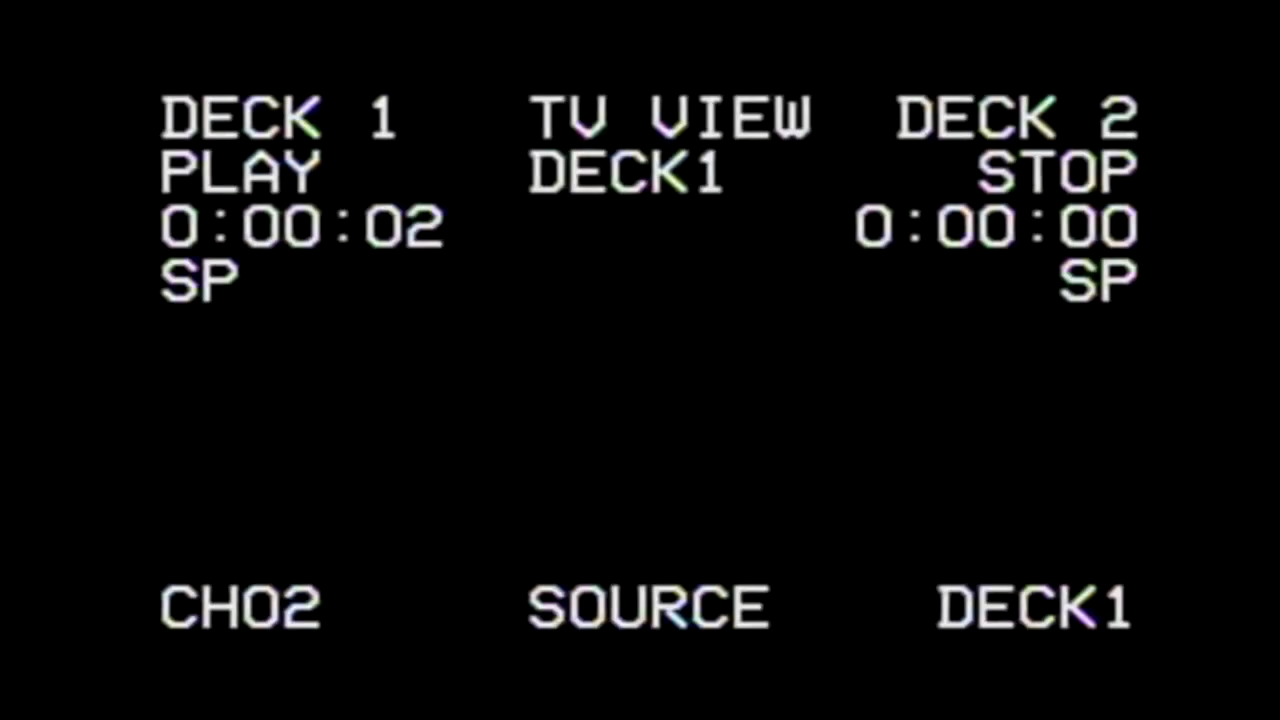 DECK 1 TV VIEW DECK 2
PLAY DECK1 STOP
0:00:02 0:00:00
SP SP
CH02 SOURCE DECK1